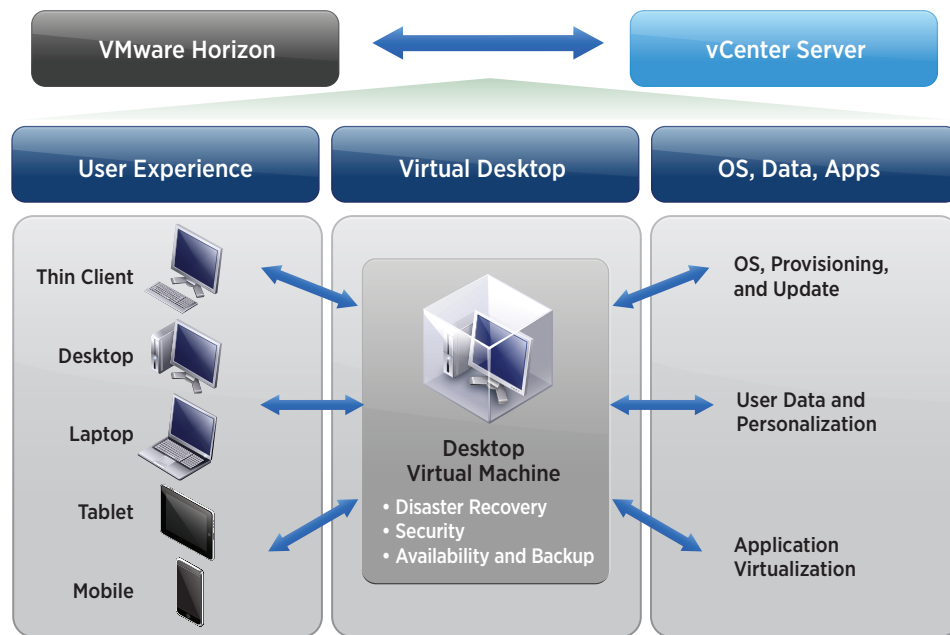 VMware Horizon
vCenter Server
User Experience
Virtual Desktop
OS, Data, Apps
Thin Client
Desktop
Laptop
Tablet
Mobile
Desktop
Virtual Machine
• Disaster Recovery
• Security
• Availability and Backup
OS, Provisioning,
and Update
User Data and
Personalization
Application
Virtualization